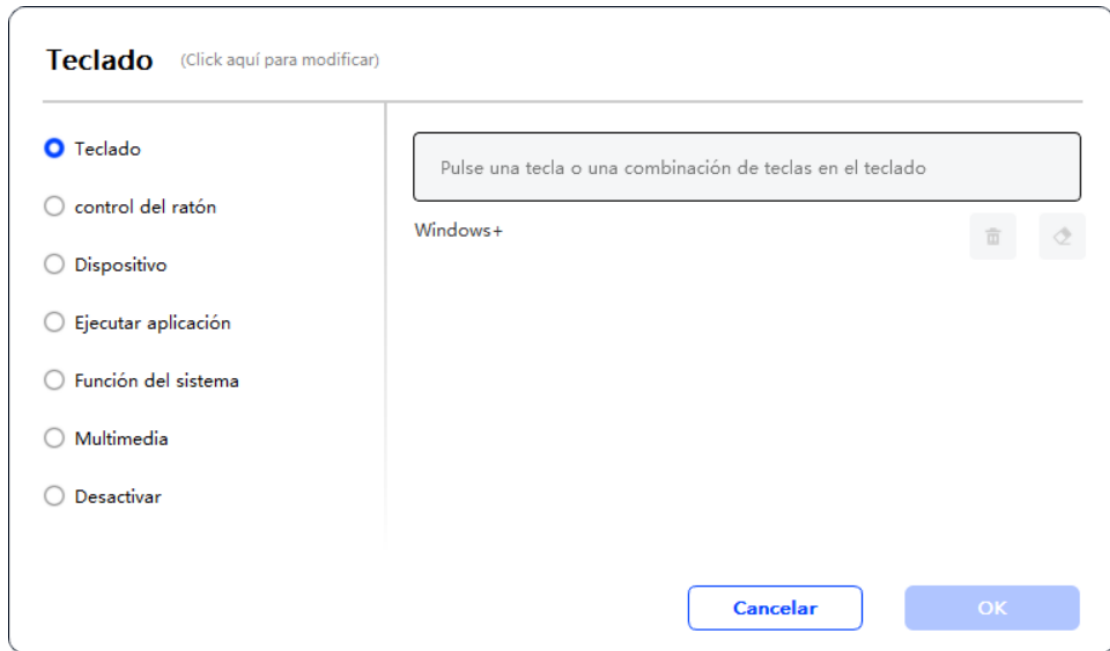 Teclado (Click aquí para modificar)
Teclado
control del ratón
Dispositivo
Ejecutar aplicación
Función del sistema
Multimedia
Desactivar
Pulse una tecla o una combinación de teclas en el teclado
Windows+
Cancelar OK